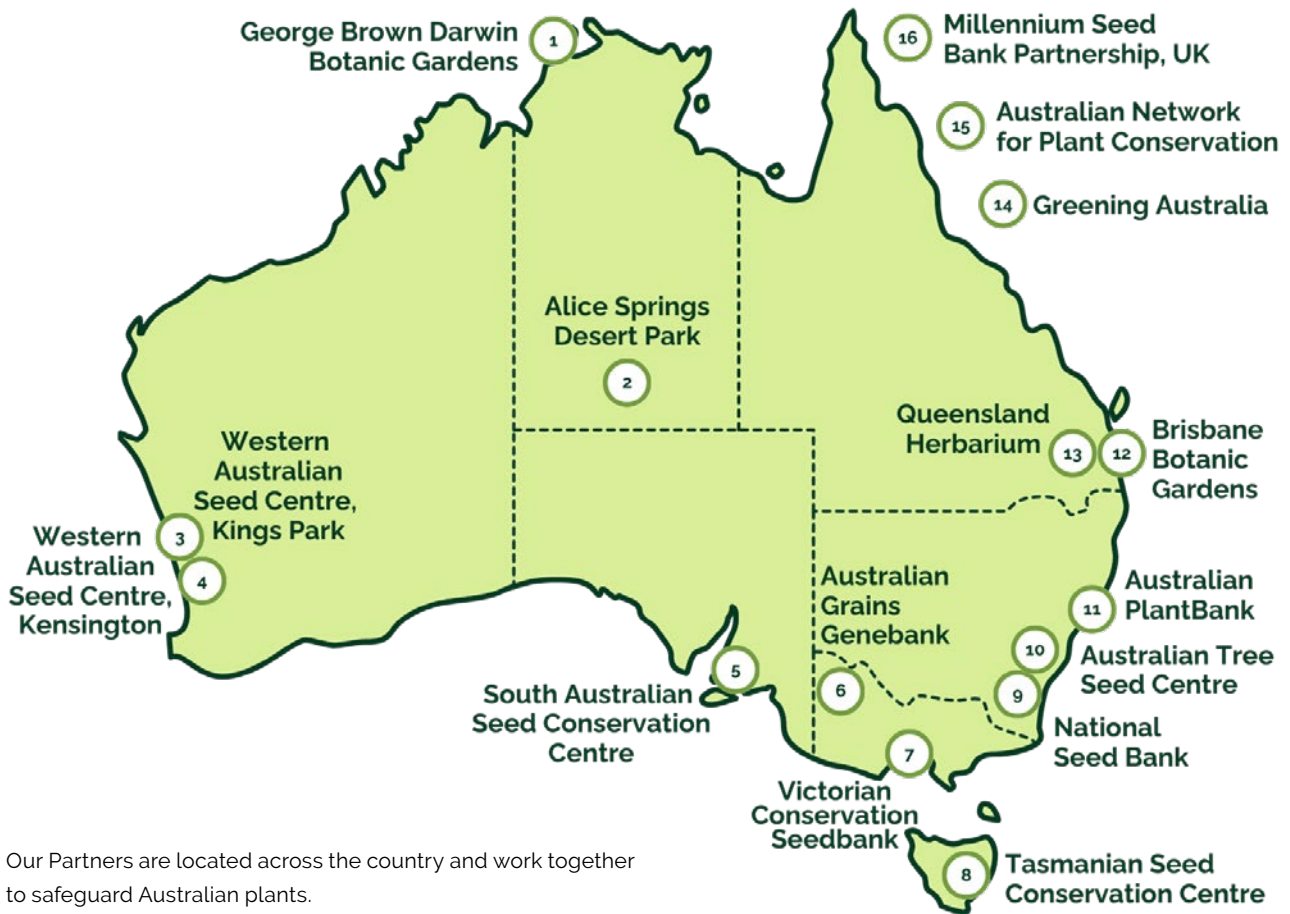 George Brown Darwin
Botanic Gardens
1
16
Millennium Seed
Bank Partnership, UK
15
Australian Network
for Plant Conservation
14
Greening Australia
Alice Springs
Desert Park
2
Queensland
Herbarium
13
12
Brisbane
Botanic
Gardens
Western
Australian
Seed Centre,
Kings Park
3
Western
Australian
Seed Centre,
Kensington
4
Australian
Grains
Genebank
6
11
Australian
PlantBank
10
Australian Tree
Seed Centre
9
National
Seed Bank
5
South Australian
Seed Conservation
Centre
7
Victorian
Conservation
Seedbank
8
Tasmanian Seed
Conservation Centre
Our Partners are located across the country and work together
to safeguard Australian plants.